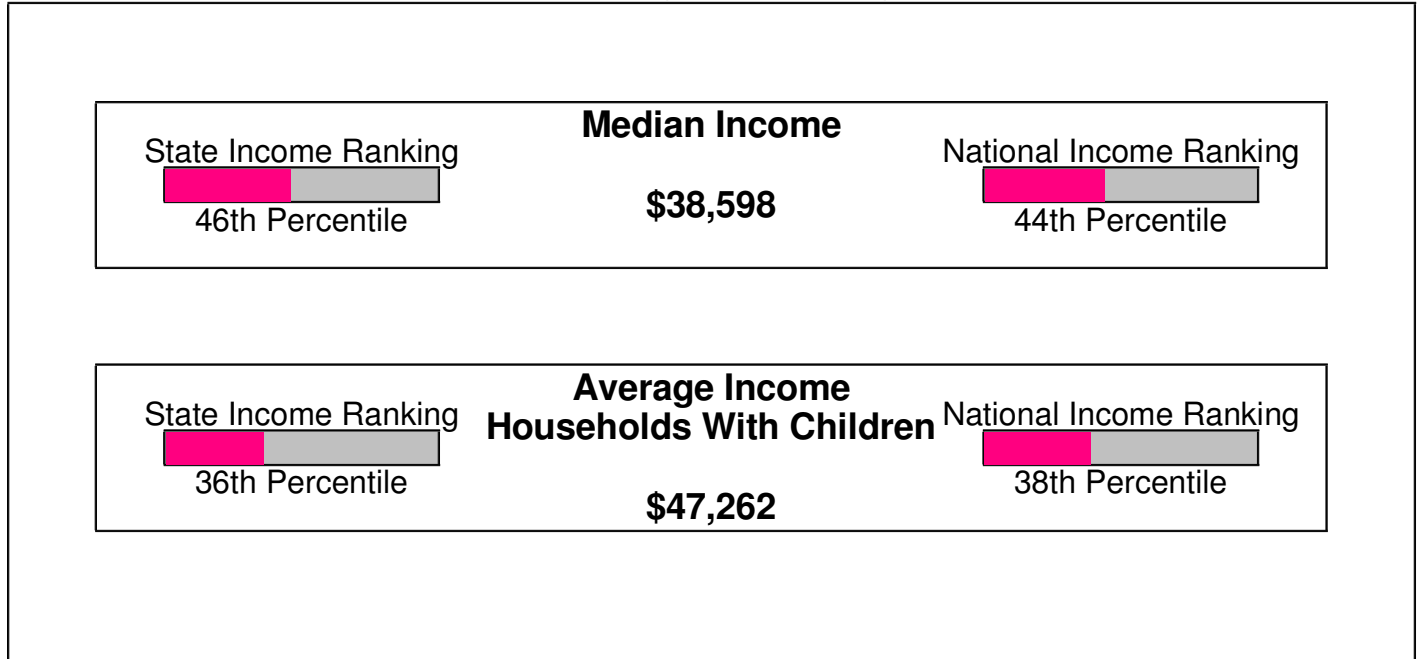 Median Income
State Income Ranking
National Income Ranking
$38,598
46th Percentile
44th Percentile
Average Income
Households With Children
State Income Ranking
National Income Ranking
36th Percentile
38th Percentile
$47,262